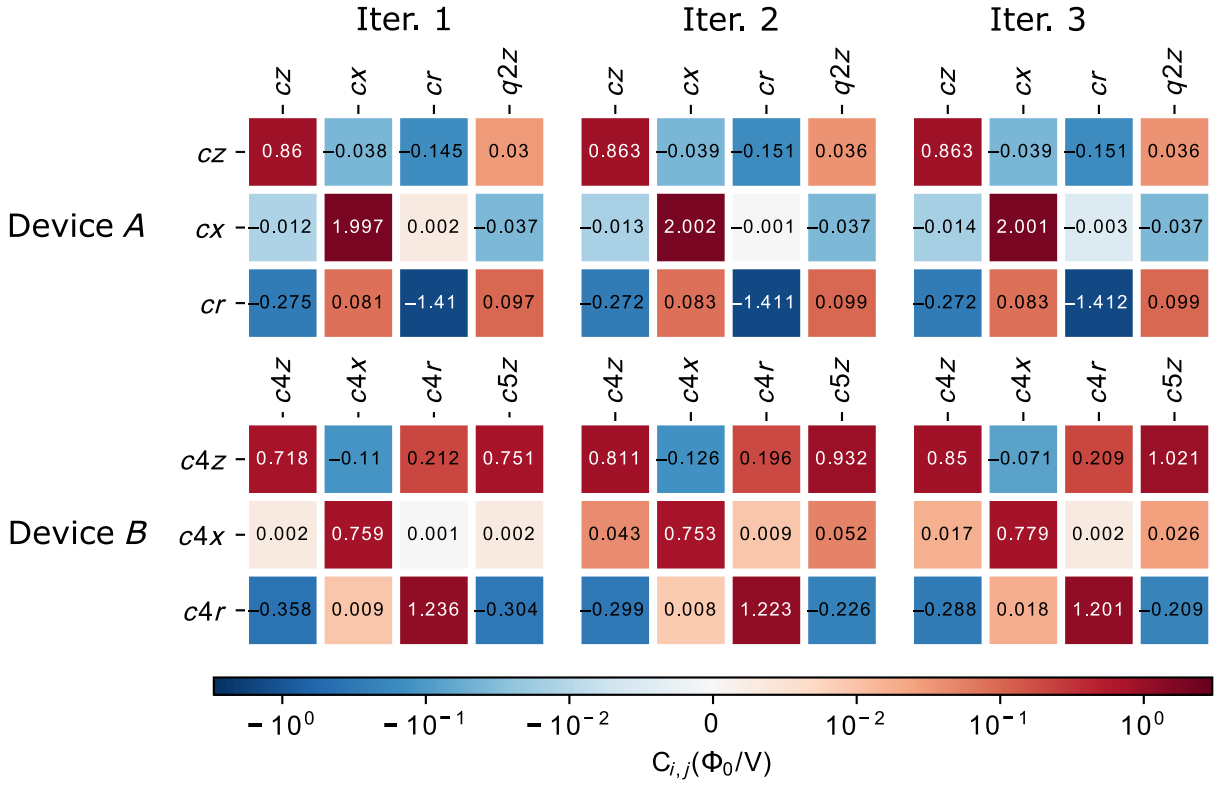 Iter. 1 Iter. 2 Iter. 3
cz cx cr q2z cz cx cr q2z cz cx cr q2z
cz 0.86 −0.038 −0.145 0.03 0.863 −0.039 −0.151 0.036 0.863 −0.039 −0.151 0.036
Device A cx −0.012 1.997 0.002 −0.037 −0.013 2.002 −0.001 −0.037 −0.014 2.001 −0.003 −0.037
cr −0.275 0.081 −1.41 0.097 −0.272 0.083 −1.411 0.099 −0.272 0.083 −1.412 0.099
c4z c4x c4r c5z c4z c4x c4r c5z c4z c4x c4r c5z
c4z 0.718 −0.11 0.212 0.751 0.811 −0.126 0.196 0.932 0.85 −0.071 0.209 1.021
Device B c4x 0.002 0.759 0.001 0.002 0.043 0.753 0.009 0.052 0.017 0.779 0.002 0.026
c4r −0.358 0.009 1.236 −0.304 −0.299 0.008 1.223 −0.226 −0.288 0.018 1.201 −0.209
−10⁰ −10⁻¹ −10⁻² 0 10⁻² 10⁻¹ 10⁰
C_{i,j}(Φ₀/V)